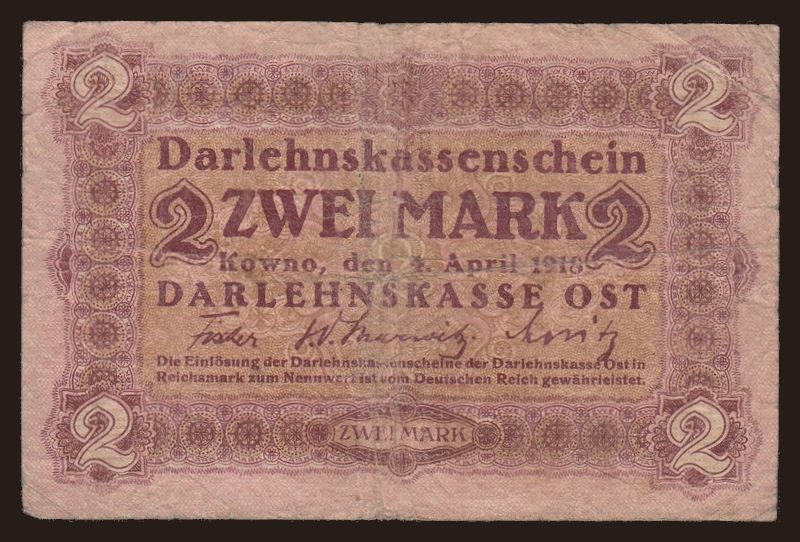 2 2
Darlehnskassenschein
2 ZWEI MARK 2
Kowno, den 4. April 1918
DARLEHNSKASSE OST
Fischer
Die Einlösung der Darlehnskassenscheine der Darlehnskasse Ost in
Reichsmark zum Nennwert ist vom Deutschen Reich gewährleistet.
2 ZWEI MARK 2